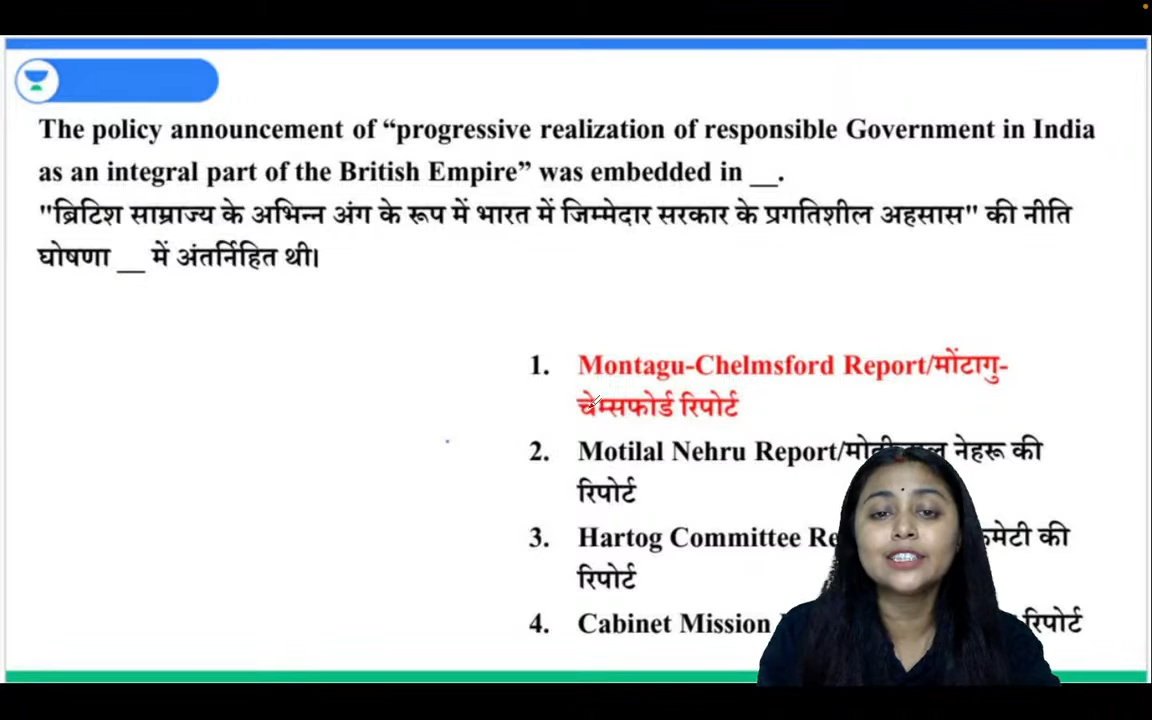 The policy announcement of “progressive realization of responsible Government in India
as an integral part of the British Empire” was embedded in __.
"ब्रिटिश साम्राज्य के अभिन्न अंग के रूप में भारत में जिम्मेदार सरकार के प्रगतिशील अहसास" की नीति
घोषणा __ में अंतर्निहित थी।
1. Montagu-Chelmsford Report/मोंटागु-
चेम्सफोर्ड रिपोर्ट
2. Motilal Nehru Report/ नेहरू की
रिपोर्ट
3. Hartog Committee की
रिपोर्ट
4. Cabinet Mission रिपोर्ट